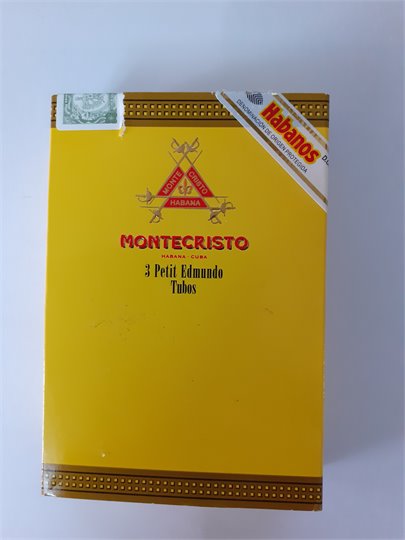 Habanos
DENOMINACIÓN DE ORIGEN PROTEGIDA
D.O
MONTE
CRISTO
HABANA
MONTECRISTO
HABANA · CUBA
3 Petit Edmundo
Tubos